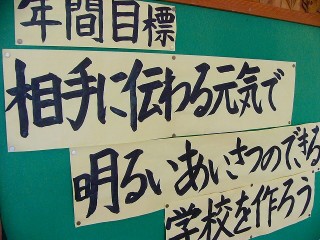 年間目標
相手に伝わる元気で
明るいあいさつのできる
学校を作ろう